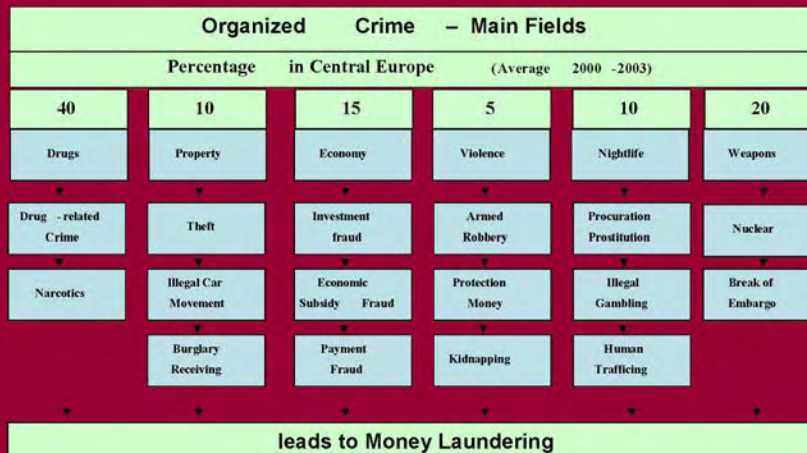 Organized Crime – Main Fields
Percentage in Central Europe (Average 2000 -2003)
40 10 15 5 10 20
Drugs Property Economy Violence Nightlife Weapons
Drug - related
Crime
Theft
Investment
fraud
Armed
Robbery
Procuration
Prostitution
Nuclear
Narcotics
Illegal Car
Movement
Economic
Subsidy Fraud
Protection
Money
Illegal
Gambling
Break of
Embargo
Burglary
Receiving
Payment
Fraud
Kidnapping
Human
Trafficing
leads to Money Laundering